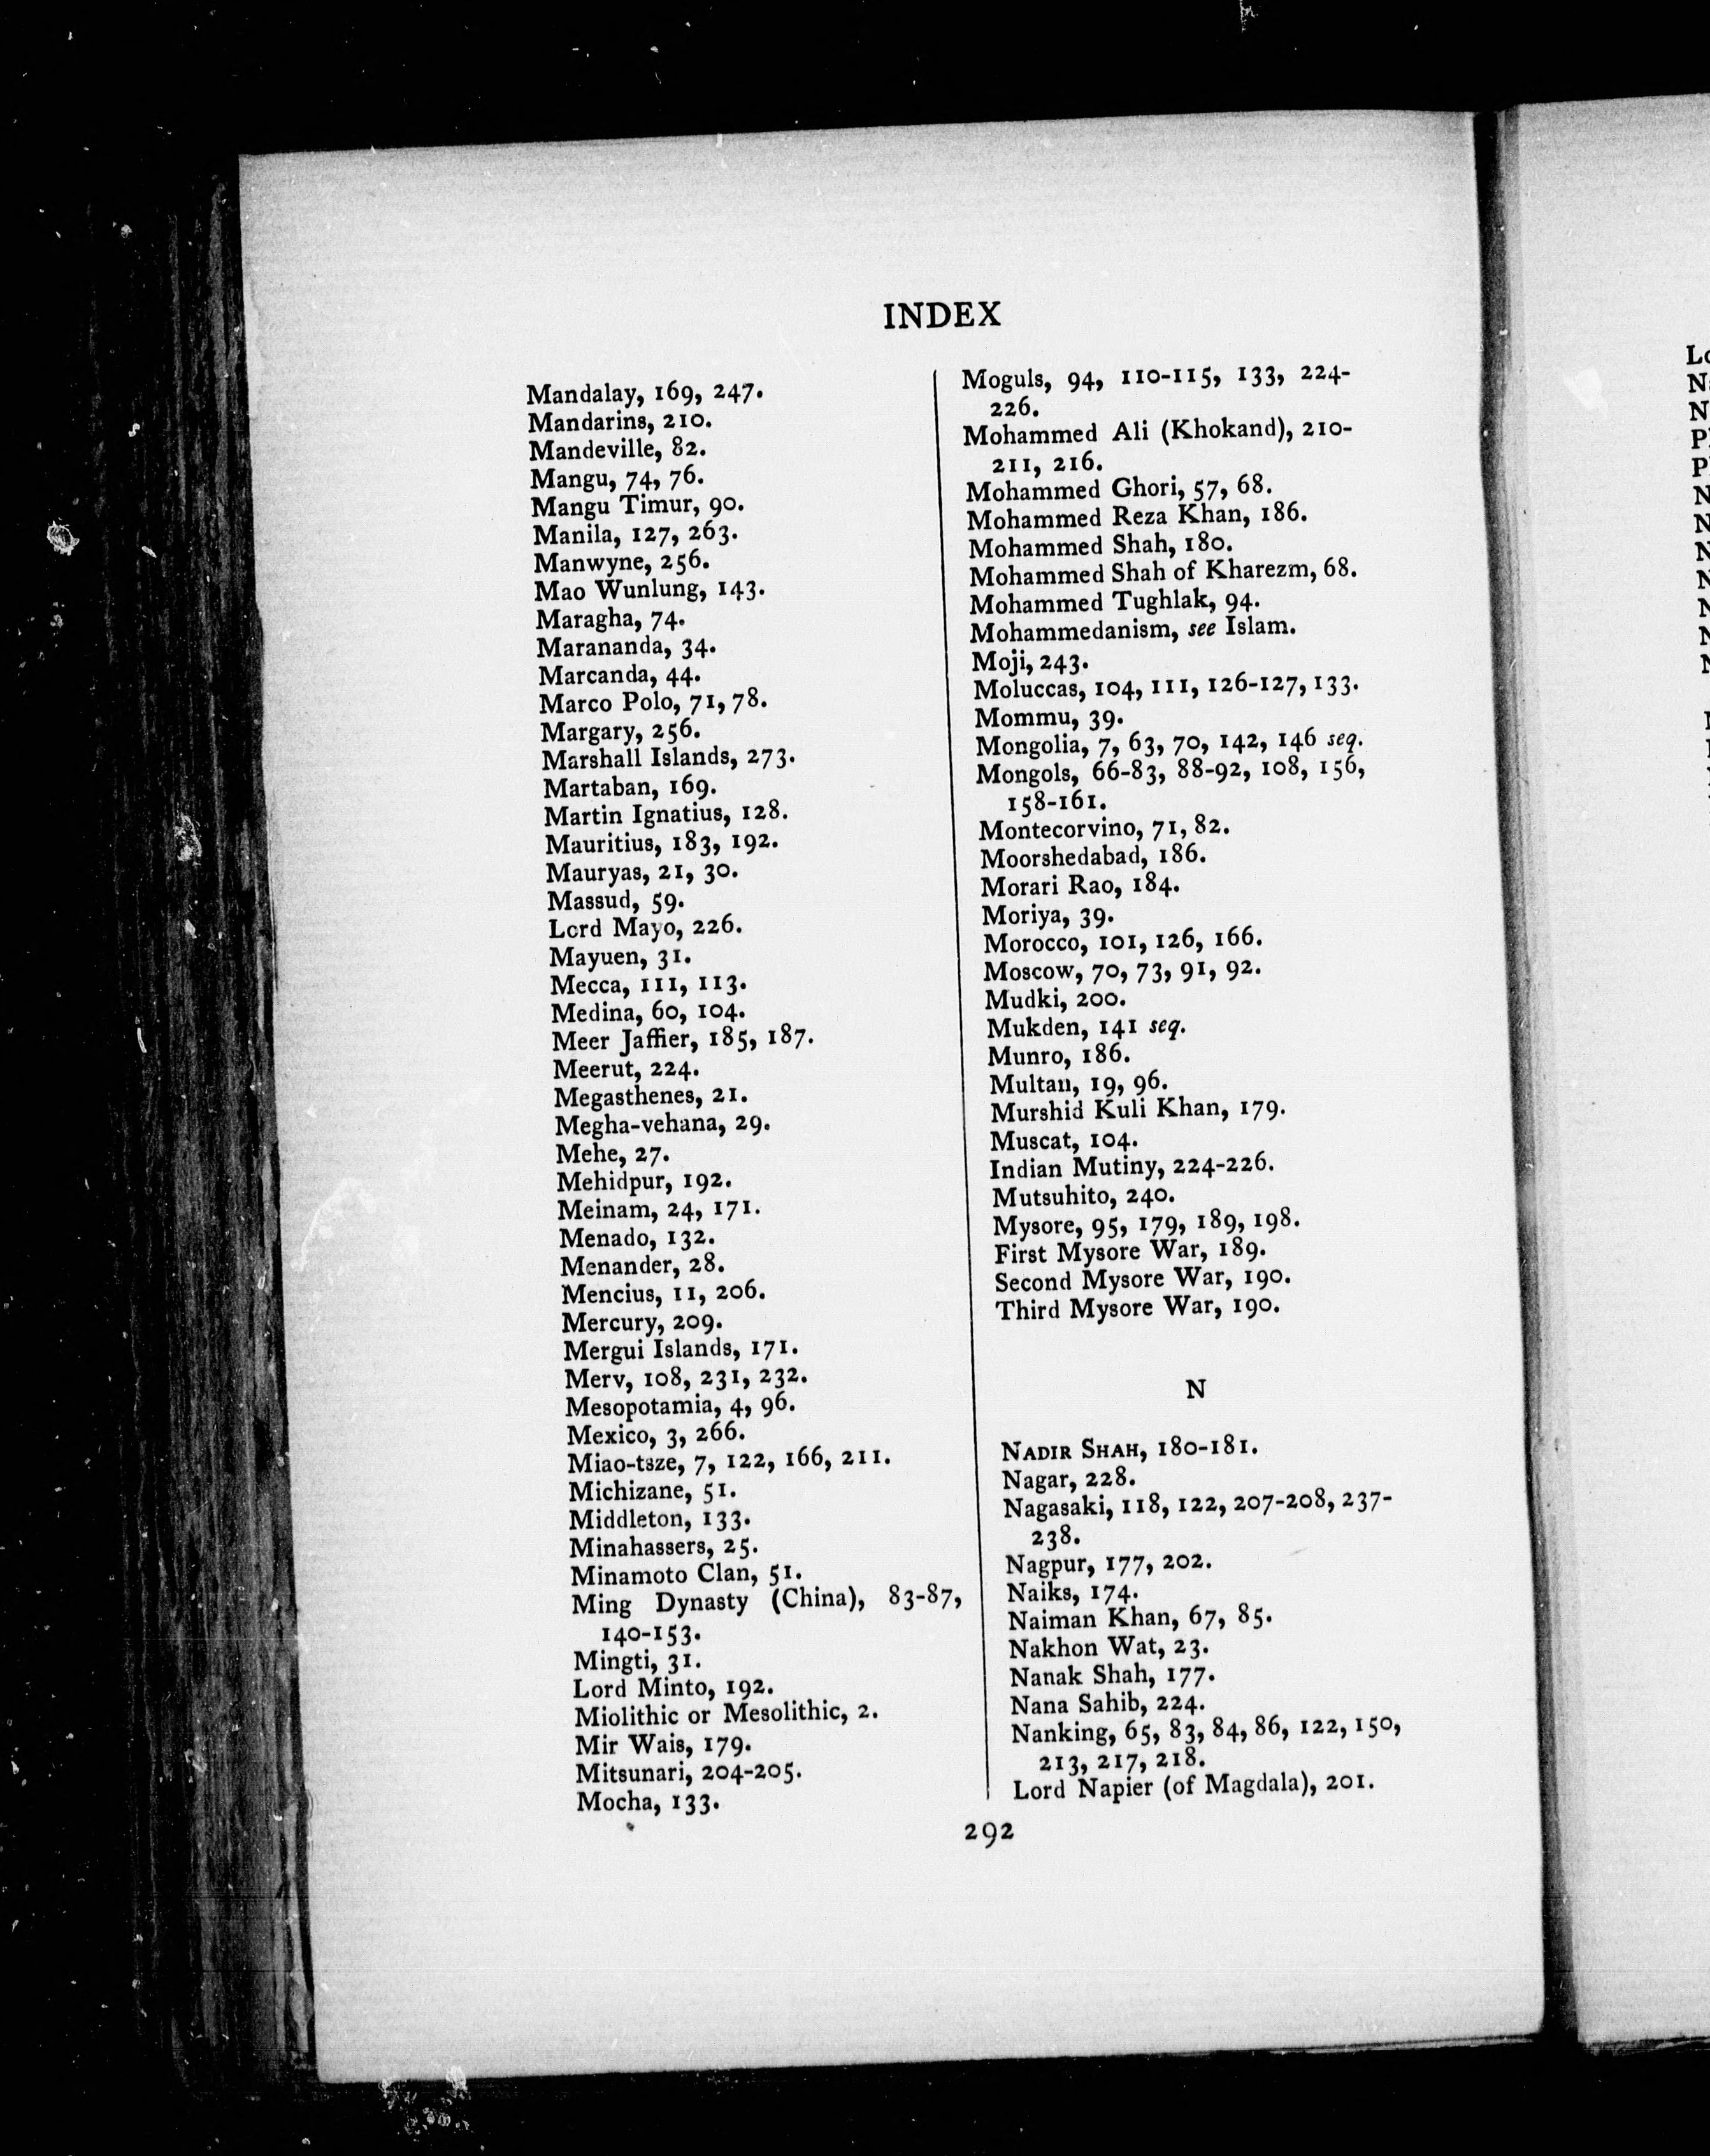 INDEX
Mandalay, 169, 247.
Mandarins, 210.
Mandeville, 82.
Mangu, 74, 76.
Mangu Timur, 90.
Manila, 127, 263.
Manwyne, 256.
Mao Wunlung, 143.
Maragha, 74.
Marananda, 34.
Marcanda, 44.
Marco Polo, 71, 78.
Margary, 256.
Marshall Islands, 273.
Martaban, 169.
Martin Ignatius, 128.
Mauritius, 183, 192.
Mauryas, 21, 30.
Massud, 59.
Lord Mayo, 226.
Mayuen, 31.
Mecca, 111, 113.
Medina, 60, 104.
Meer Jaffier, 185, 187.
Meerut, 224.
Megasthenes, 21.
Megha-vehana, 29.
Mehe, 27.
Mehidpur, 192.
Meinam, 24, 171.
Menado, 132.
Menander, 28.
Mencius, 11, 206.
Mercury, 209.
Mergui Islands, 171.
Merv, 108, 231, 232.
Mesopotamia, 4, 96.
Mexico, 3, 266.
Miao-tsze, 7, 122, 166, 211.
Michizane, 51.
Middleton, 133.
Minahassers, 25.
Minamoto Clan, 51.
Ming Dynasty (China), 83-87,
140-153.
Mingti, 31.
Lord Minto, 192.
Miolithic or Mesolithic, 2.
Mir Wais, 179.
Mitsunari, 204-205.
Mocha, 133.
Moguls, 94, 110-115, 133, 224-
226.
Mohammed Ali (Khokand), 210-
211, 216.
Mohammed Ghori, 57, 68.
Mohammed Reza Khan, 186.
Mohammed Shah, 180.
Mohammed Shah of Kharezm, 68.
Mohammed Tughlak, 94.
Mohammedanism, see Islam.
Moji, 243.
Moluccas, 104, 111, 126-127, 133.
Mommu, 39.
Mongolia, 7, 63, 70, 142, 146 seq.
Mongols, 66-83, 88-92, 108, 156,
158-161.
Montecorvino, 71, 82.
Moorshedabad, 186.
Morari Rao, 184.
Moriya, 39.
Morocco, 101, 126, 166.
Moscow, 70, 73, 91, 92.
Mudki, 200.
Mukden, 141 seq.
Munro, 186.
Multan, 19, 96.
Murshid Kuli Khan, 179.
Muscat, 104.
Indian Mutiny, 224-226.
Mutsuhito, 240.
Mysore, 95, 179, 189, 198.
First Mysore War, 189.
Second Mysore War, 190.
Third Mysore War, 190.
N
NADIR SHAH, 180-181.
Nagar, 228.
Nagasaki, 118, 122, 207-208, 237-
238.
Nagpur, 177, 202.
Naiks, 174.
Naiman Khan, 67, 85.
Nakhon Wat, 23.
Nanak Shah, 177.
Nana Sahib, 224.
Nanking, 65, 83, 84, 86, 122, 150,
213, 217, 218.
Lord Napier (of Magdala), 201.
292